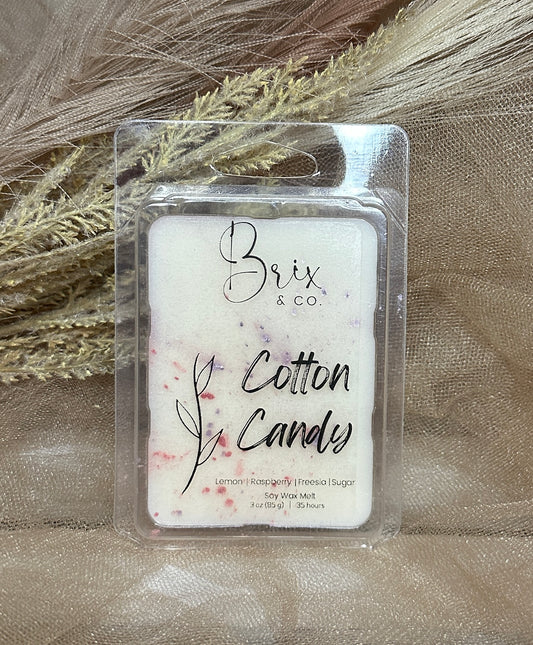 Brix
& CO.
Cotton
Candy
Lemon | Raspberry | Freesia | Sugar
Soy Wax Melt
3 oz (85 g) | 35 hours